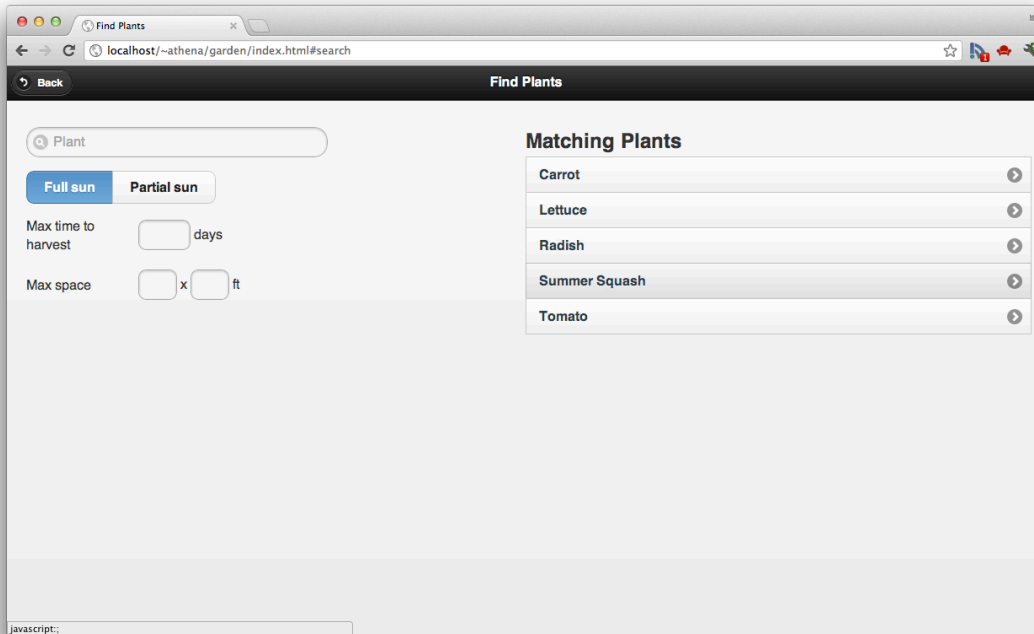 Find Plants
localhost/~athena/garden/index.html#search
1
Back
Find Plants
Plant
Full sun
Partial sun
Max time to
harvest
days
Max space
x
ft
Matching Plants
Carrot
Lettuce
Radish
Summer Squash
Tomato
javascript:;